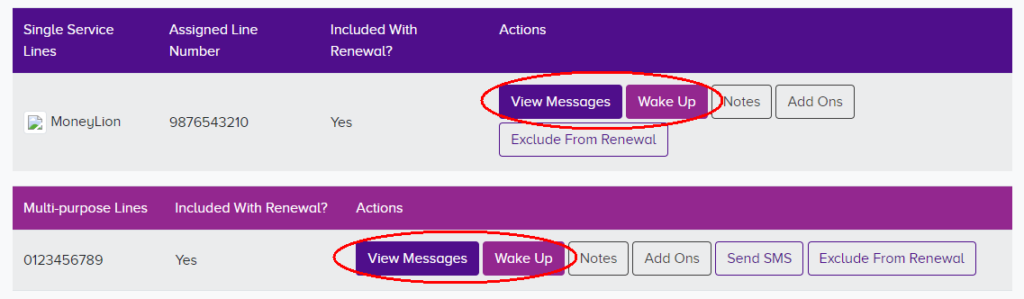 Single Service Lines Assigned Line Number Included With Renewal? Actions
MoneyLion 9876543210 Yes View Messages Wake Up Notes Add Ons
Exclude From Renewal
Multi-purpose Lines Included With Renewal? Actions
0123456789 Yes View Messages Wake Up Notes Add Ons Send SMS Exclude From Renewal